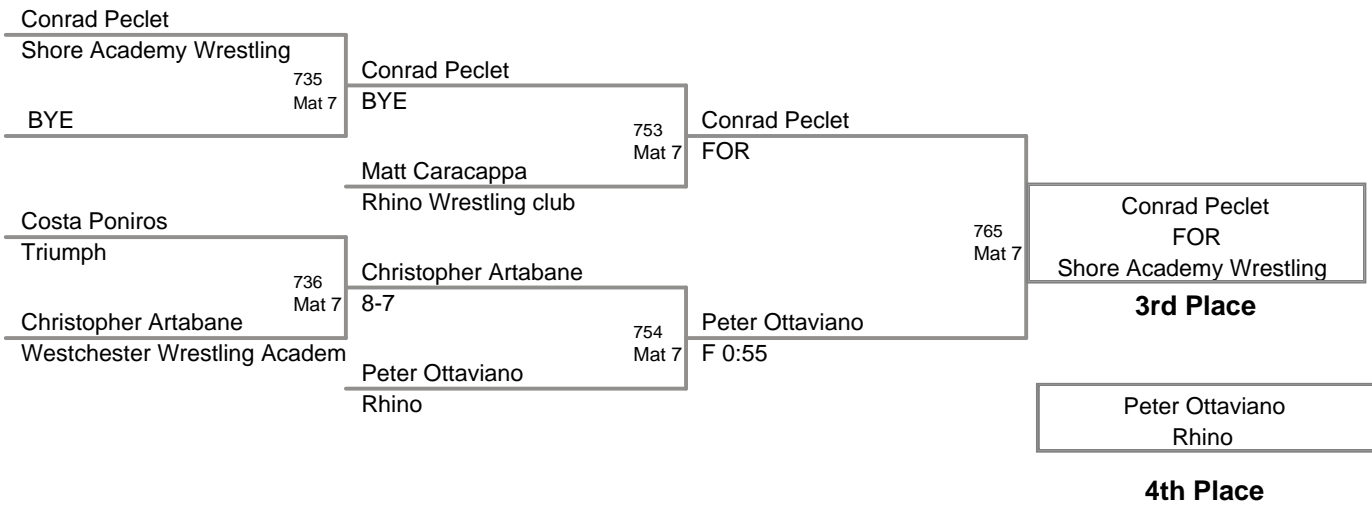 Conrad Peclet
Shore Academy Wrestling
735
Mat 7
BYE
Conrad Peclet
BYE
753
Mat 7
Matt Caracappa
Rhino Wrestling club
Conrad Peclet
FOR
Costa Poniros
Triumph
736
Mat 7
Christopher Artabane
Westchester Wrestling Academ
Christopher Artabane
8-7
754
Mat 7
Peter Ottaviano
Rhino
Peter Ottaviano
F 0:55
765
Mat 7
Conrad Peclet
FOR
Shore Academy Wrestling
3rd Place
Peter Ottaviano
Rhino
4th Place